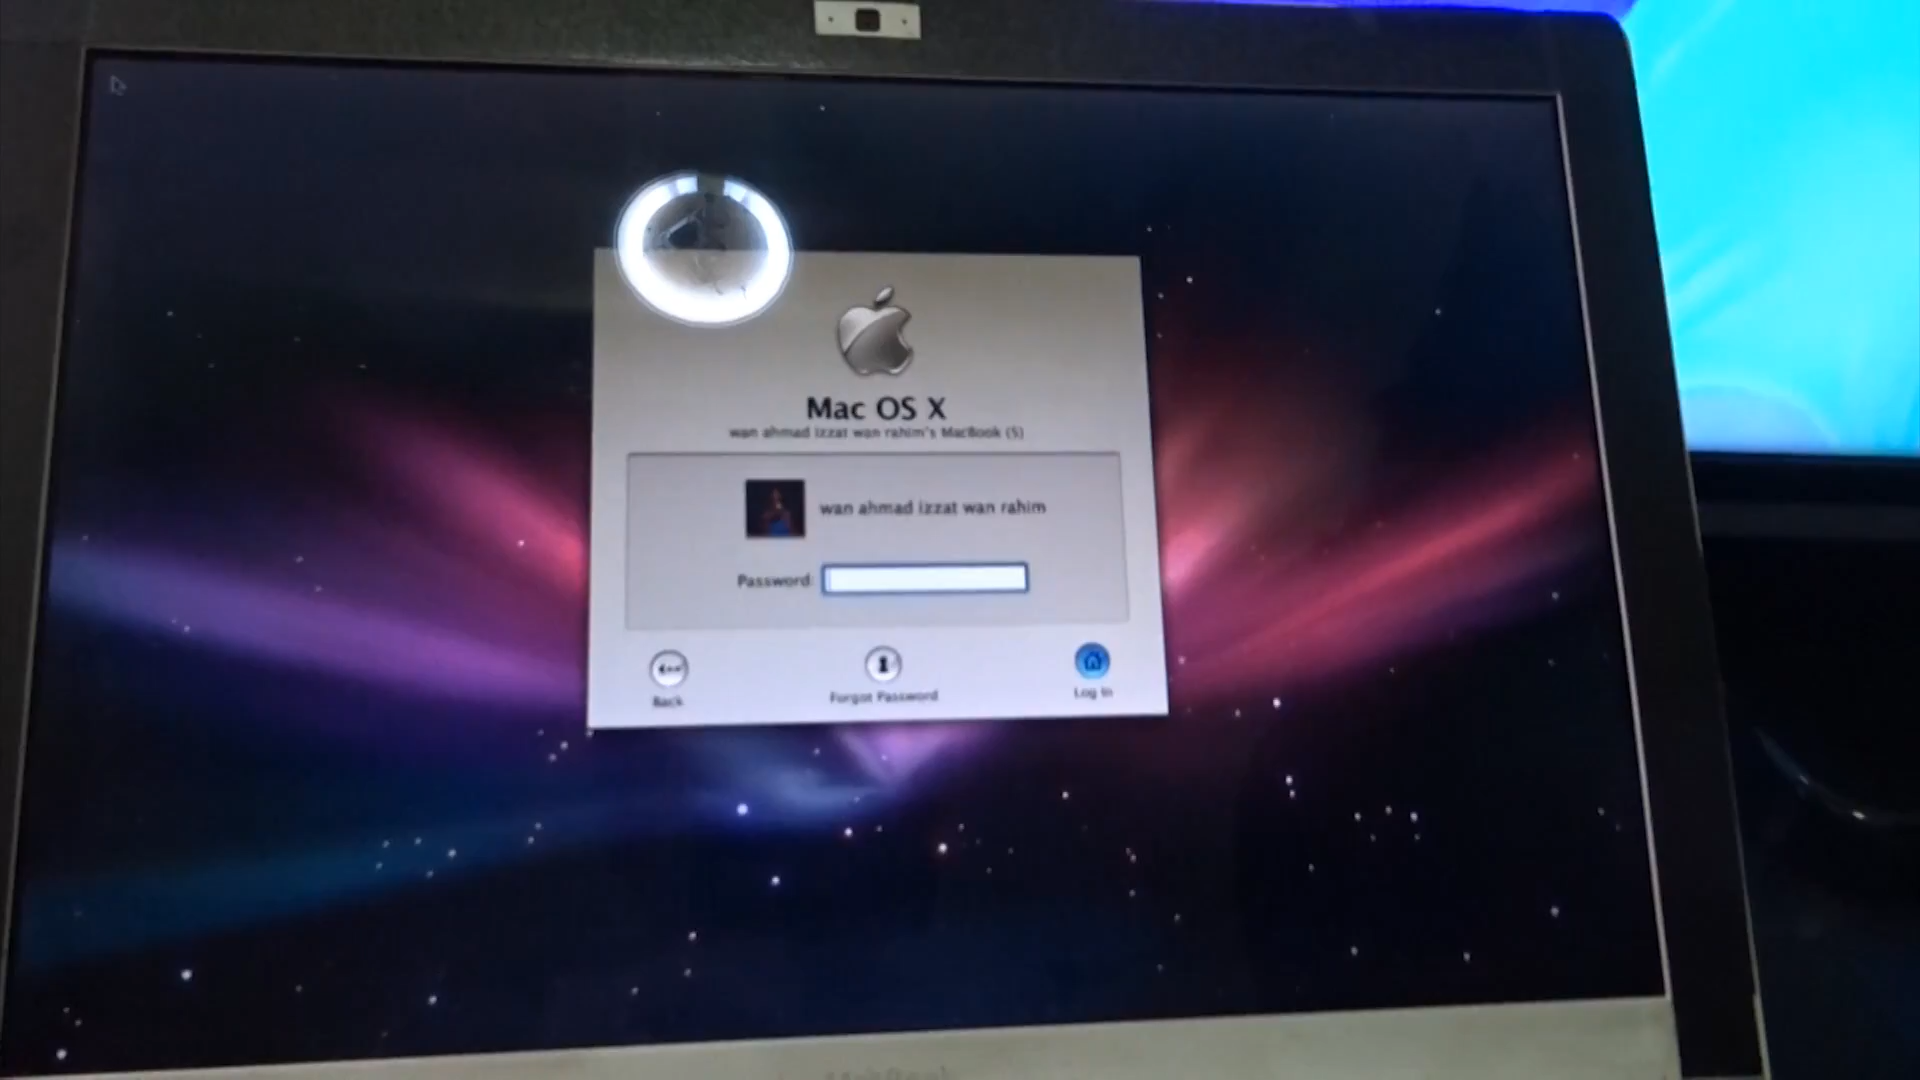 Mac OS X
wan ahmad izzat wan rahim's MacBook (5)
wan ahmad izzat wan rahim
Password:
Back
Forgot Password
Log In
MacBook